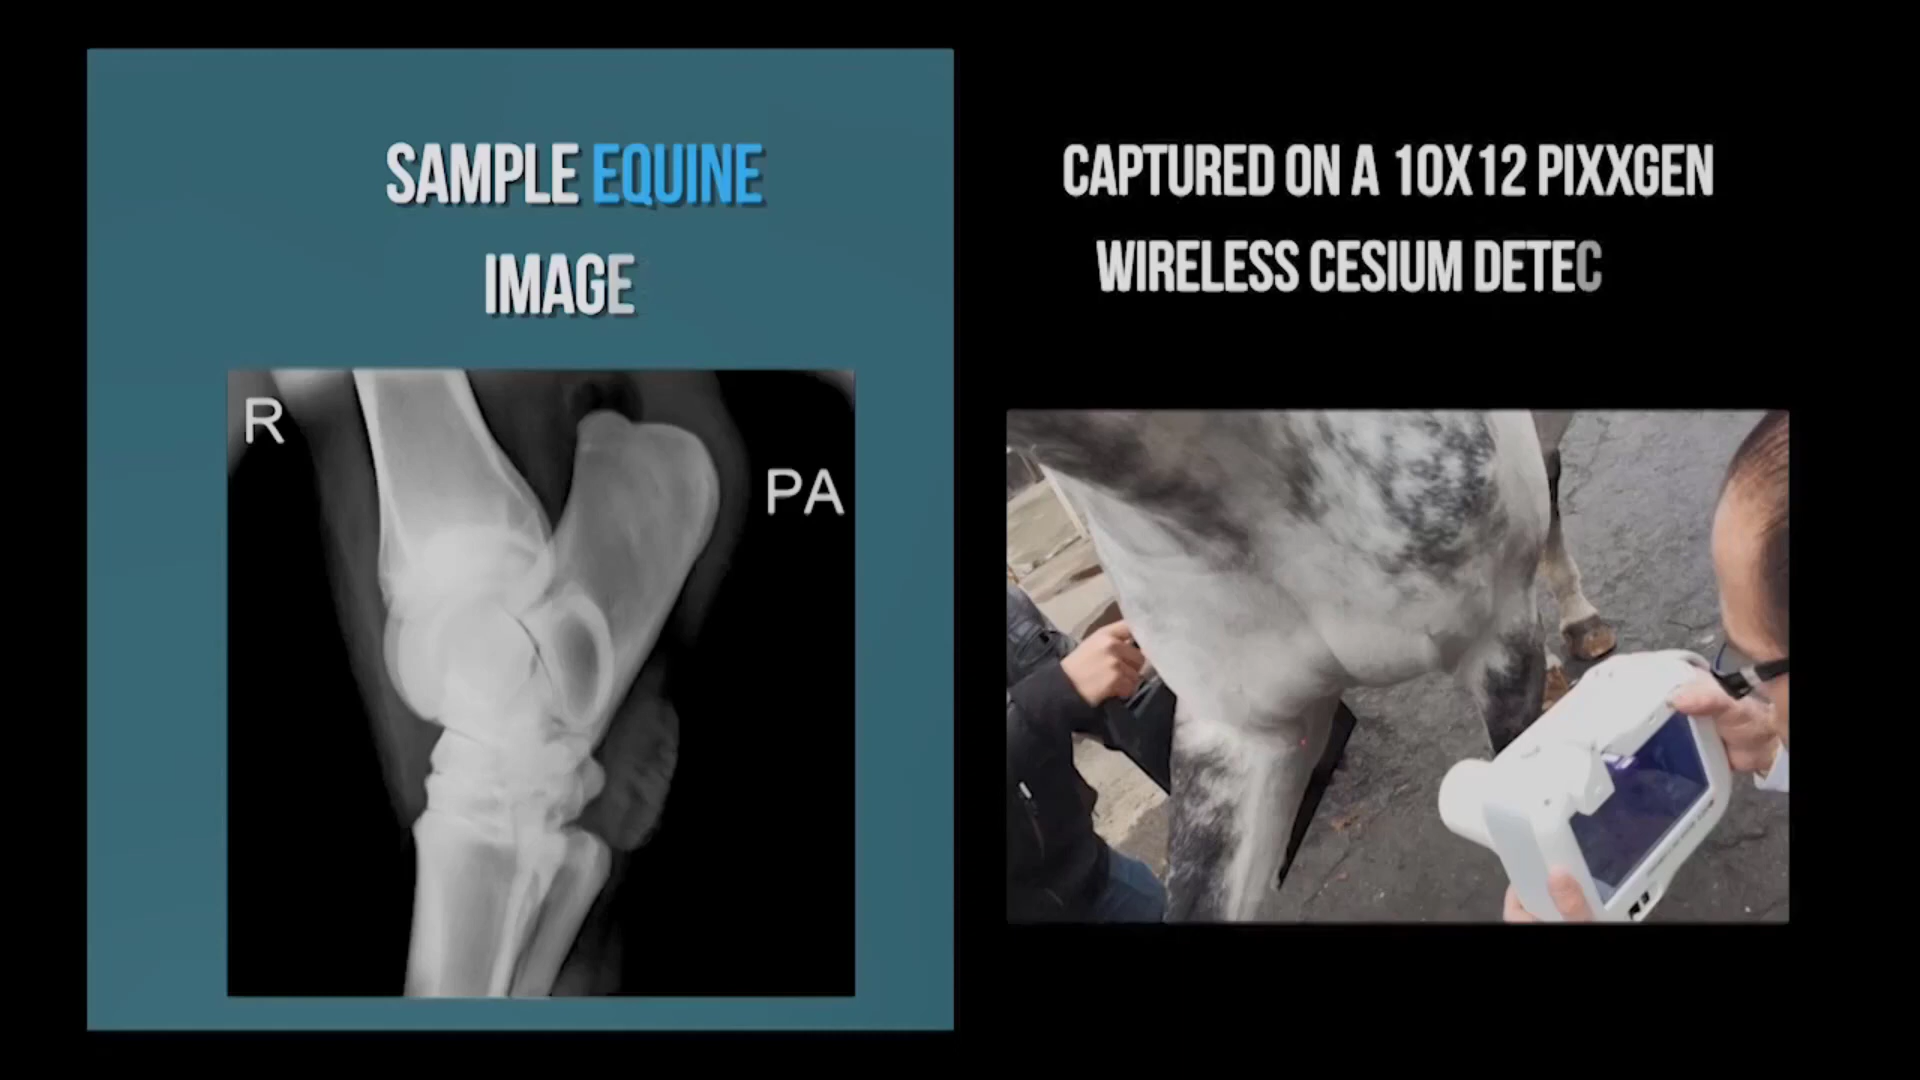 SAMPLE EQUINE
IMAGE
R
PA
CAPTURED ON A 10X12 PIXXGEN
WIRELESS CESIUM DETEC